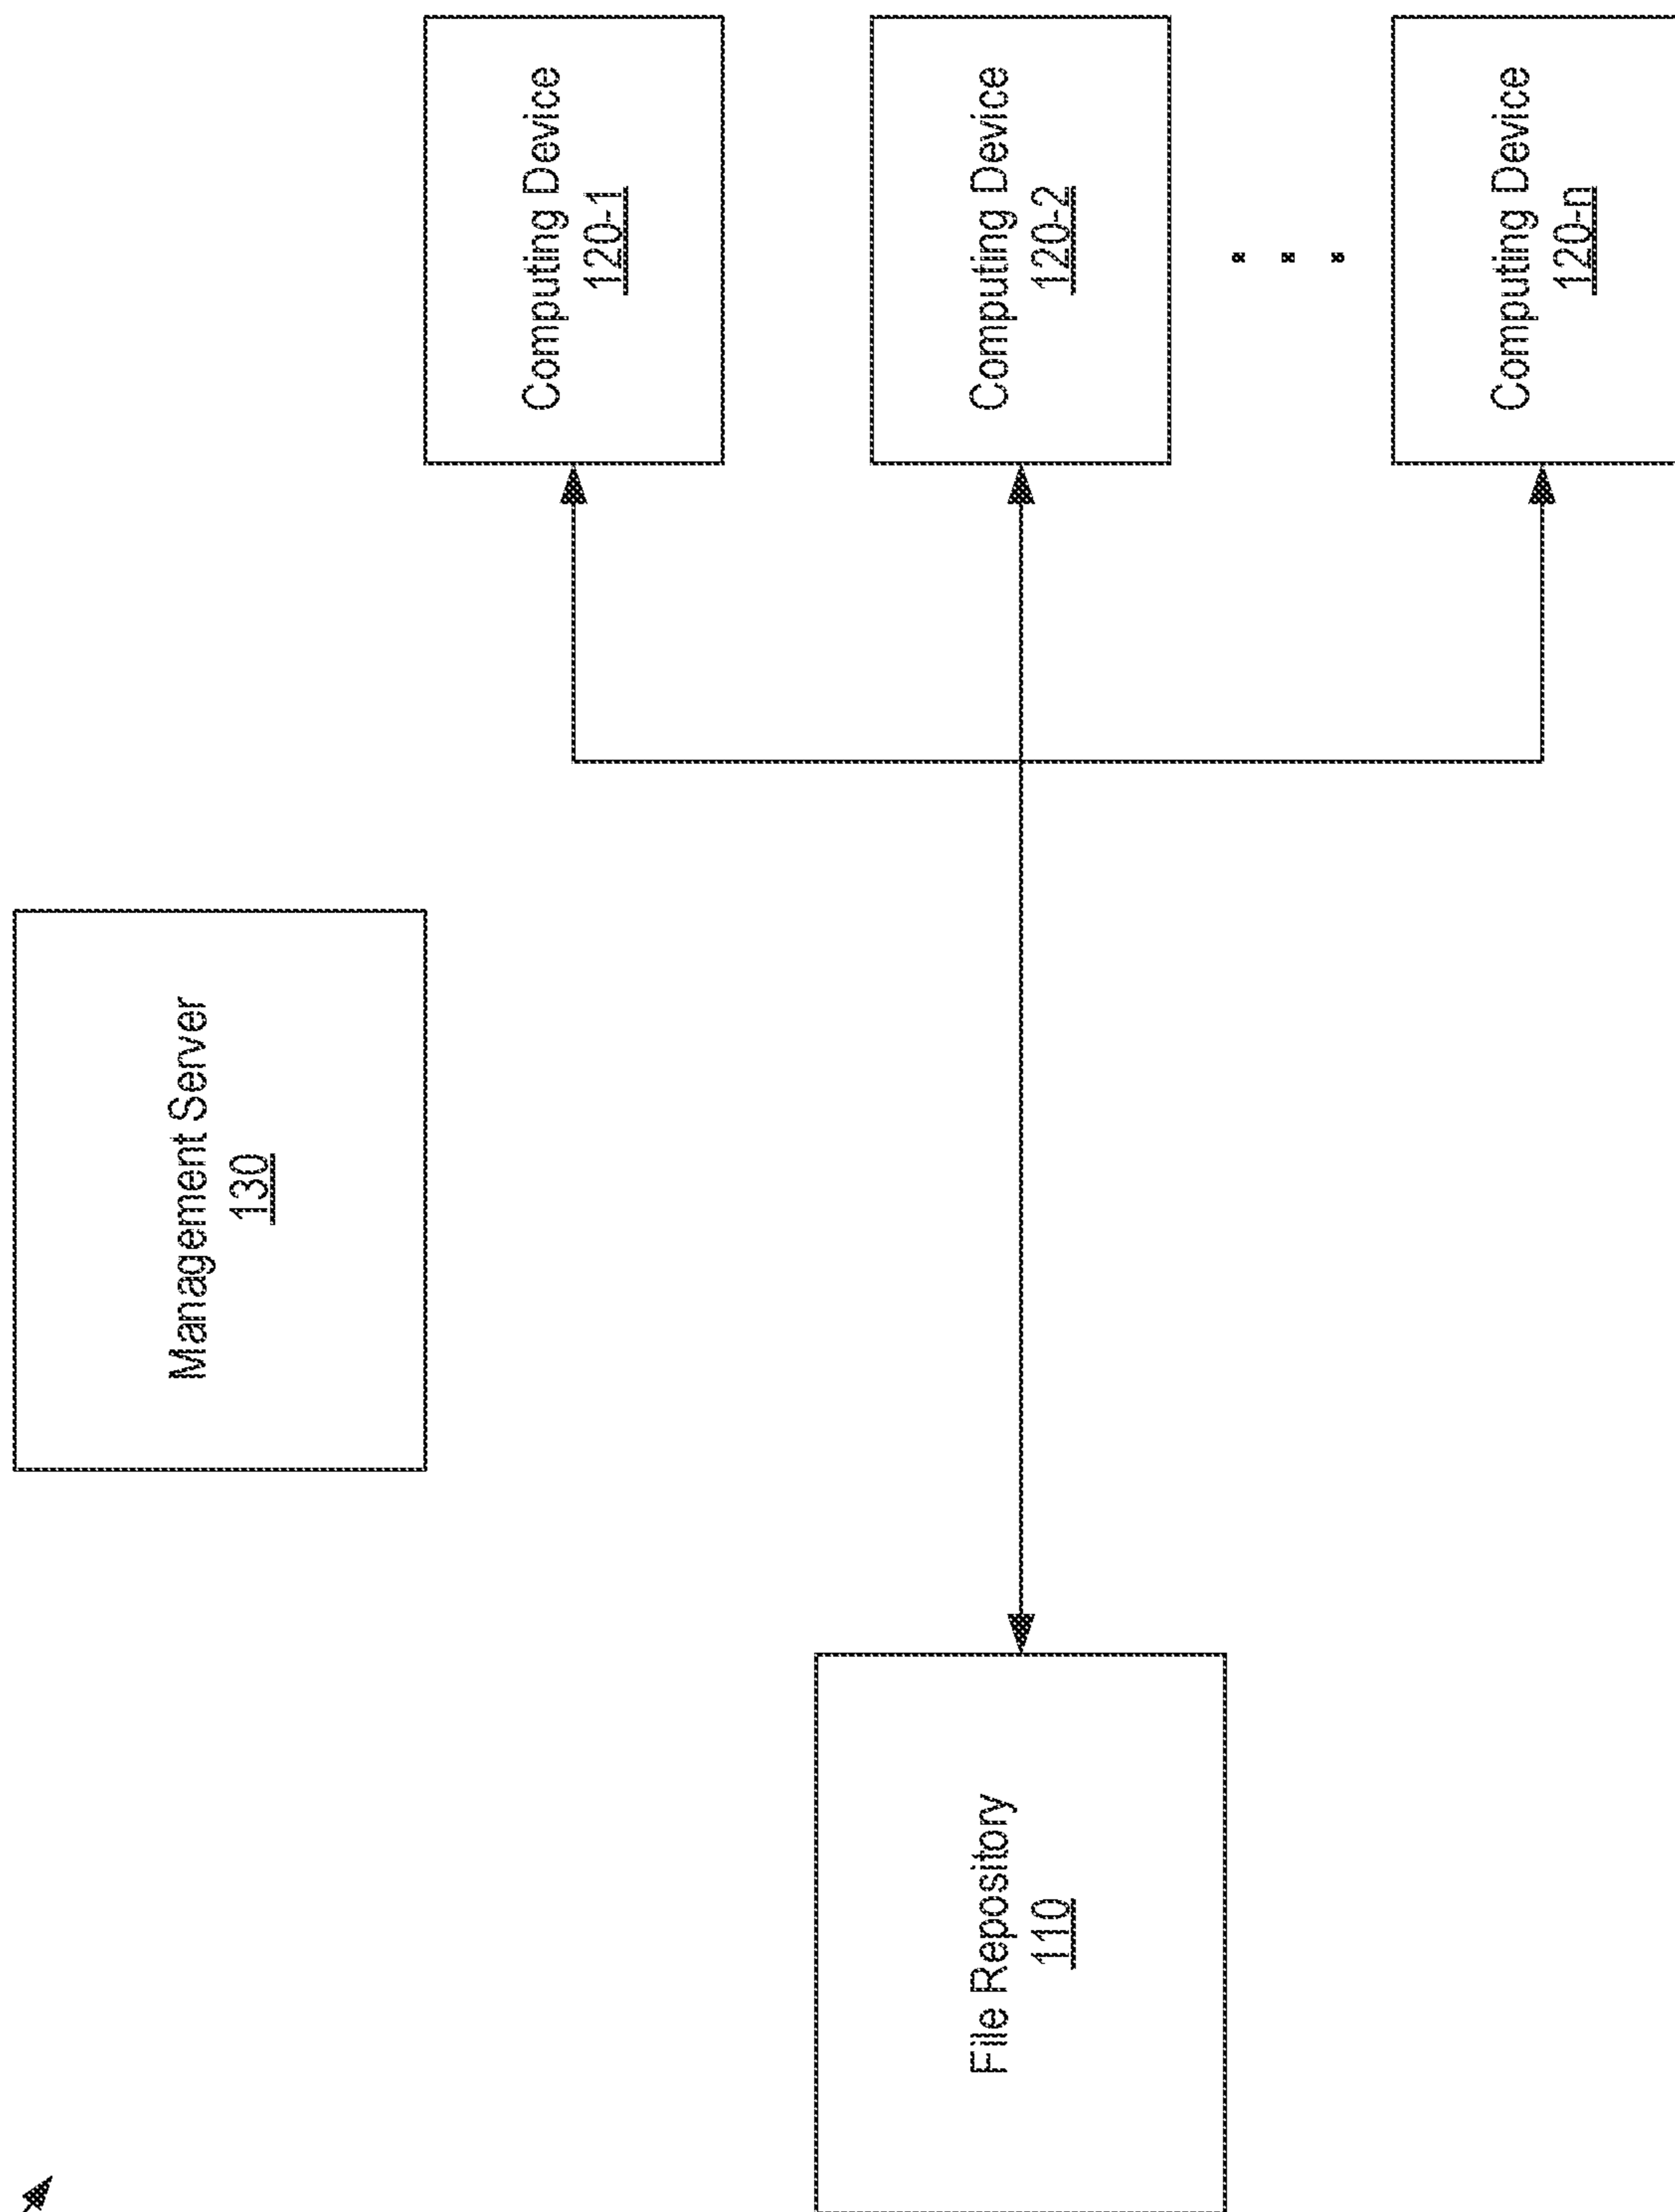 Management Server
130
File Repository
110
Computing Device
120-1
Computing Device
120-2
. . .
Computing Device
120-n